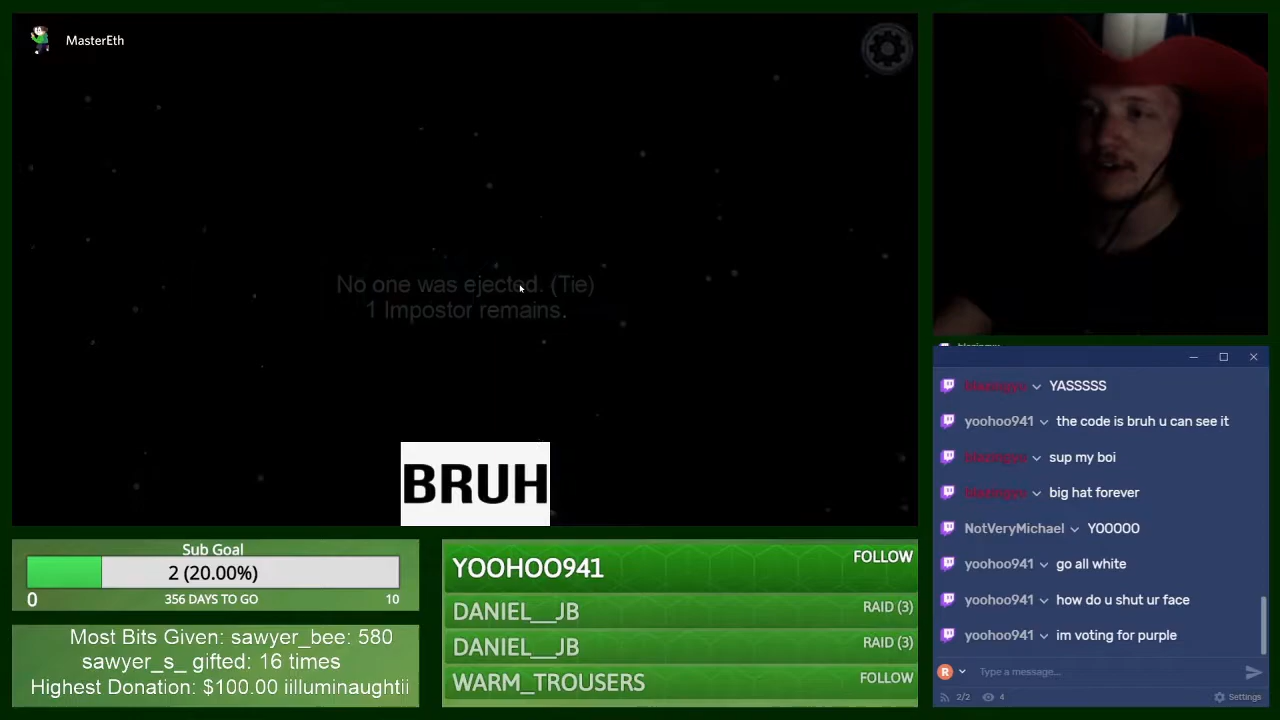 MasterEth
No one was ejected. (Tie)
1 Impostor remains.
BRUH
Sub Goal
2 (20.00%)
0
356 DAYS TO GO
10
Most Bits Given: sawyer_bee: 580
sawyer_s_ gifted: 16 times
Highest Donation: $100.00 iilluminaughtii
YOOHOO941 FOLLOW
DANIEL__JB RAID (3)
DANIEL__JB RAID (3)
WARM_TROUSERS FOLLOW
YASSSSS
yoohoo941 the code is bruh u can see it
sup my boi
big hat forever
NotVeryMichael YOOOOO
yoohoo941 go all white
yoohoo941 how do u shut ur face
yoohoo941 im voting for purple
R
Type a message...
2/2 4
Settings